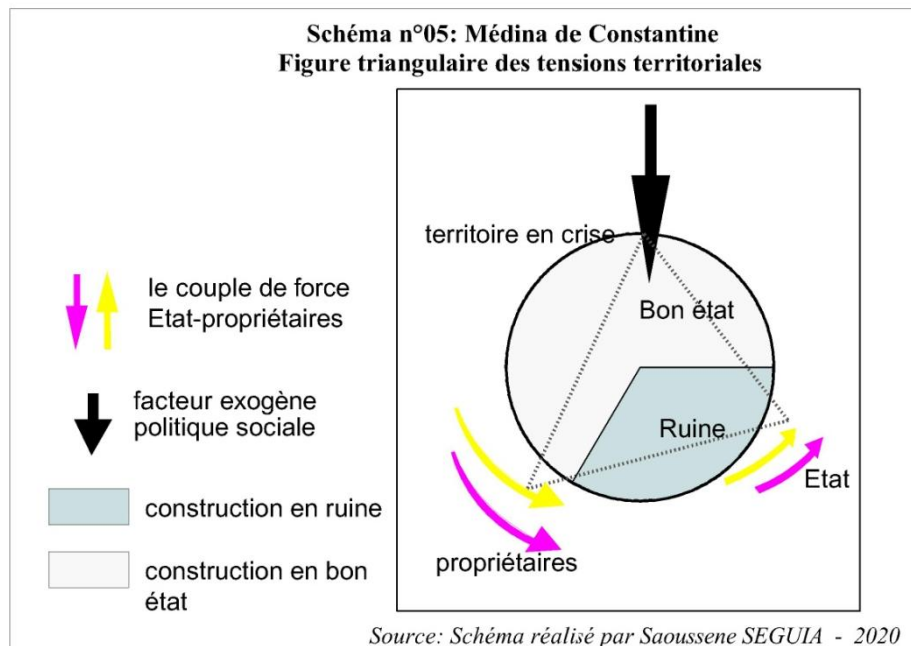 Schéma n°05: Médina de Constantine
Figure triangulaire des tensions territoriales
territoire en crise
Bon état
Ruine
Etat
propriétaires
le couple de force
Etat-propriétaires
facteur exogène
politique sociale
construction en ruine
construction en bon
état
Source: Schéma réalisé par Saoussene SEGUIA - 2020